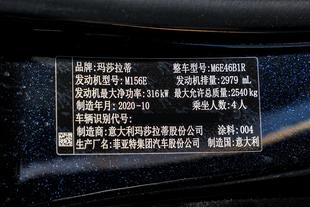 品牌:玛莎拉蒂 整车型号:M6E46B1R
发动机型号:M156E 发动机排量:2979 mL
发动机最大净功率:316 kW 最大允许总质量:2540 kg
制造年月:2020-10 乘坐人数:4人
车辆识别代号:
制造商:意大利玛莎拉蒂股份公司 涂料:004
生产厂名:菲亚特集团汽车股份公司 制造国:意大利